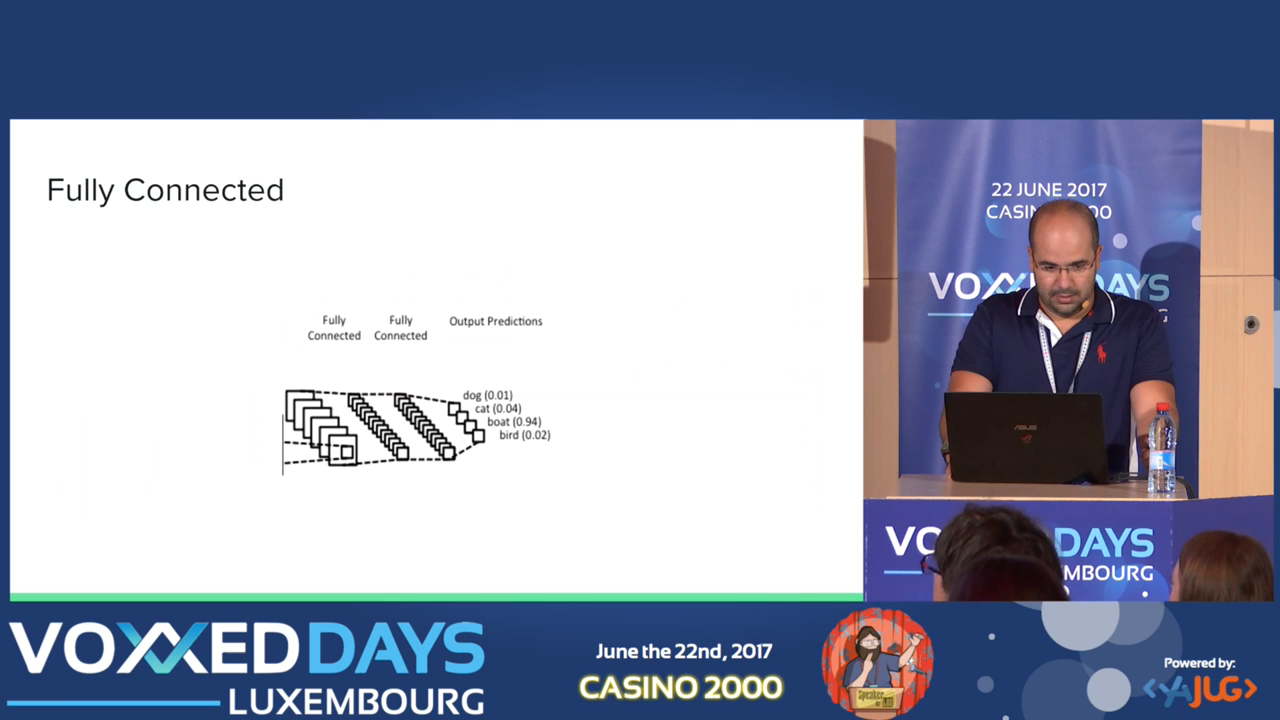 Fully Connected
Fully
Connected
Fully
Connected
Output Predictions
dog (0.01)
cat (0.04)
boat (0.94)
bird (0.02)
22 JUNE 2017
VOXXED DAYS
ASUS
DAYS
MBOURG
VOXXED DAYS
LUXEMBOURG
June the 22nd, 2017
CASINO 2000
Powered by:
YAJUG